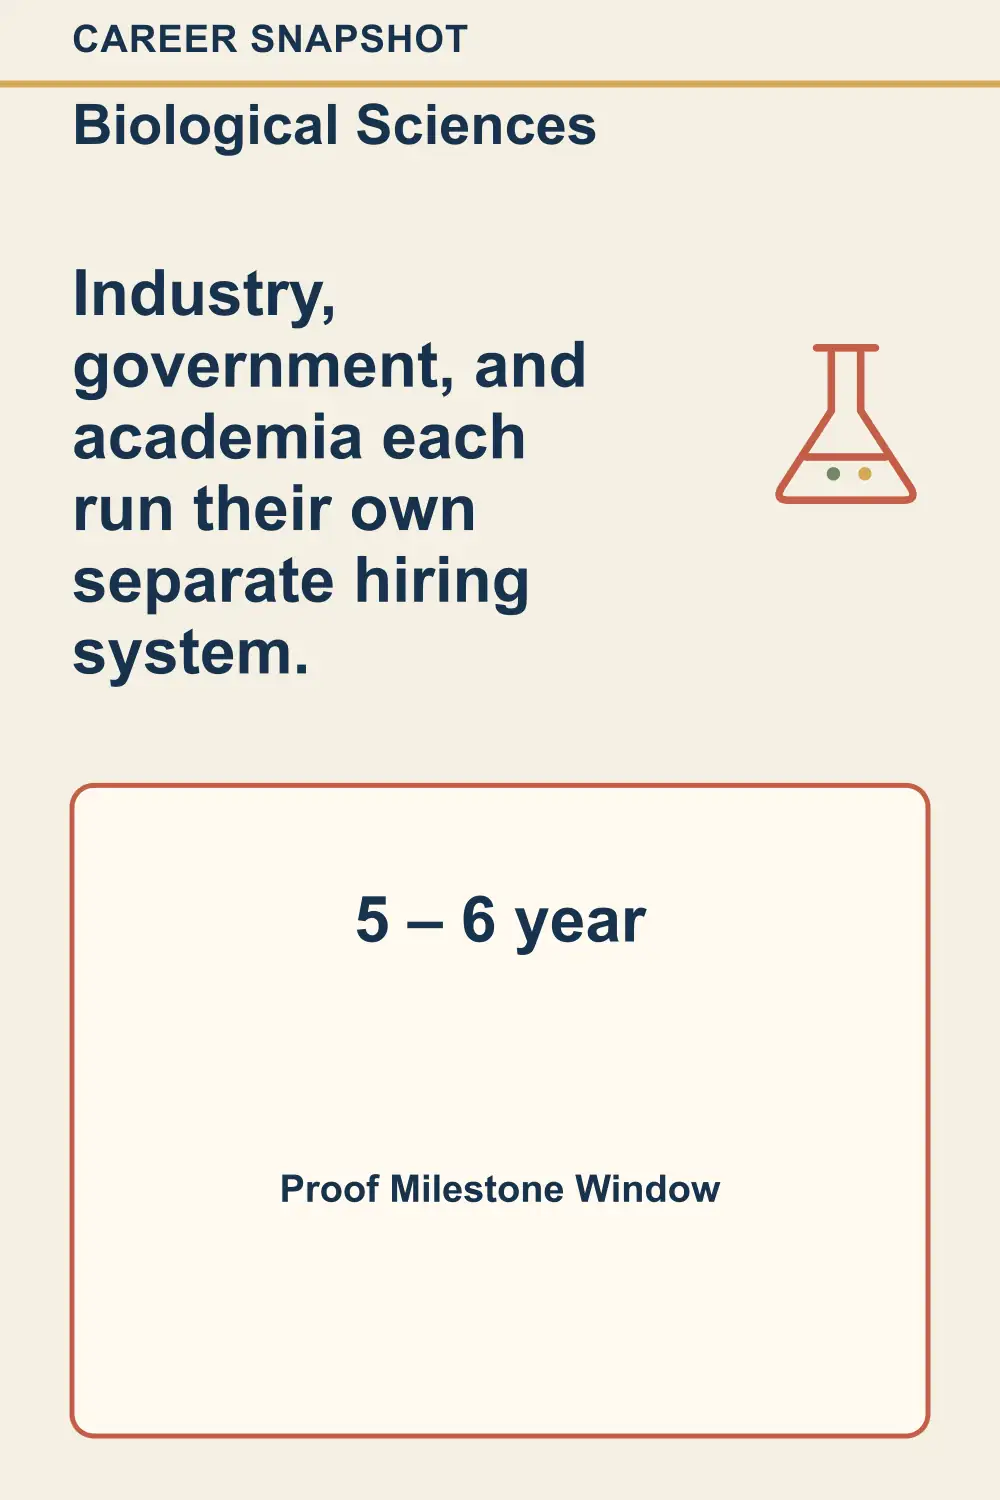 CAREER SNAPSHOT
Biological Sciences
Industry,
government, and
academia each
run their own
separate hiring
system.
5 – 6 year
Proof Milestone Window